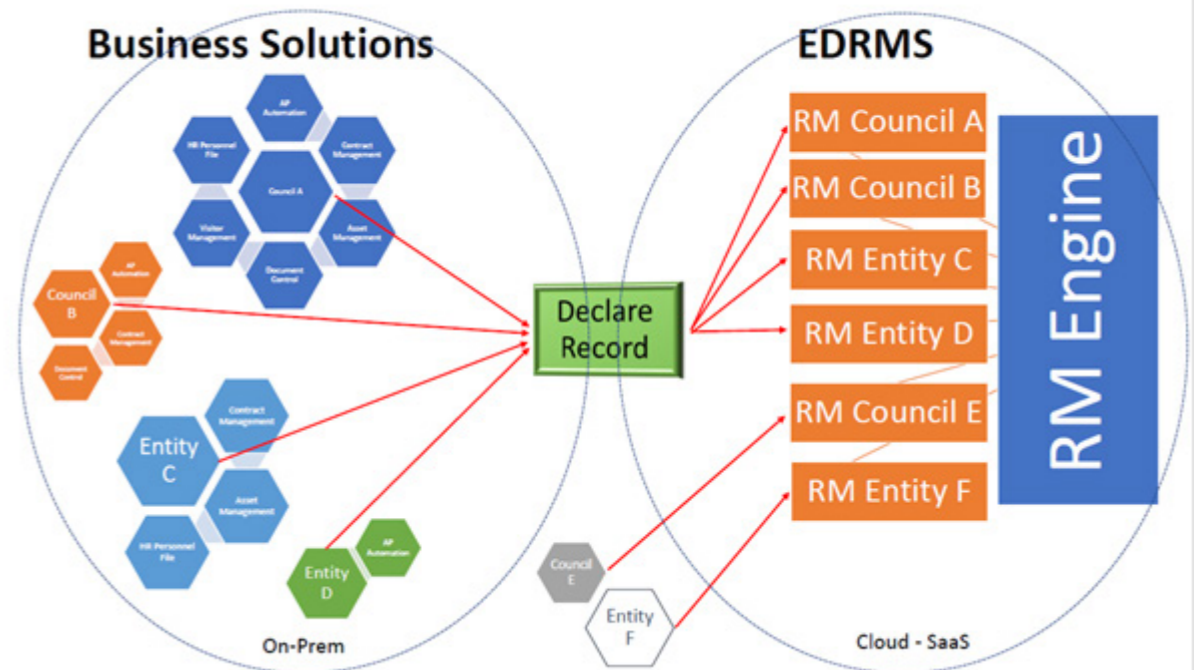 Business Solutions
EDRMS
AP
Automation
HR Personnel
File
Contract
Management
Council A
Visitor
Management
Asset
Management
Document
Control
AP
Automation
Council
B
Contract
Management
Document
Control
Contract
Management
Entity
C
Asset
Management
HR Personnel
File
AP
Automation
Entity
D
On-Prem
Declare
Record
Council
E
Entity
F
RM Council A
RM Council B
RM Entity C
RM Entity D
RM Council E
RM Entity F
RM Engine
Cloud - SaaS